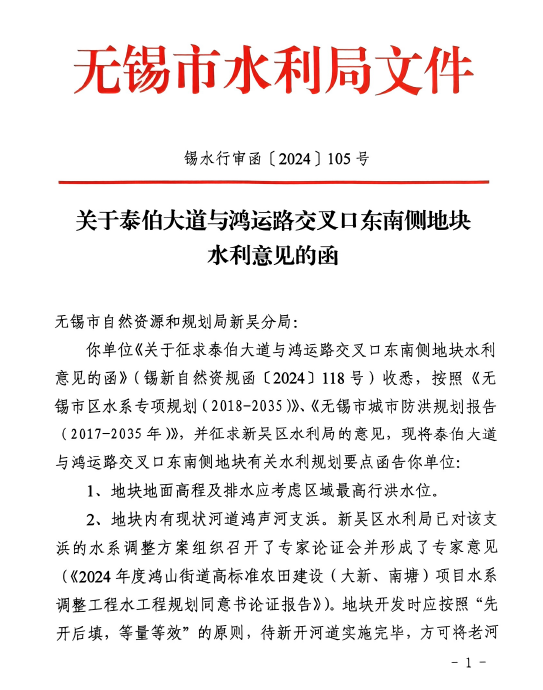 无锡市水利局文件
锡水行审函〔2024〕105 号
关于泰伯大道与鸿运路交叉口东南侧地块
水利意见的函
无锡市自然资源和规划局新吴分局：
你单位《关于征求泰伯大道与鸿运路交叉口东南侧地块水利
意见的函》（锡新自然资规函〔2024〕118 号）收悉，按照《无
锡市区水系专项规划（2018-2035）》、《无锡市城市防洪规划报告
（2017-2035 年）》，并征求新吴区水利局的意见，现将泰伯大道
与鸿运路交叉口东南侧地块有关水利规划要点函告你单位：
1、地块地面高程及排水应考虑区域最高行洪水位。
2、地块内有现状河道鸿声河支浜。新吴区水利局已对该支
浜的水系调整方案组织召开了专家论证会并形成了专家意见
（《2024 年度鸿山街道高标准农田建设（大新、南塘）项目水系
调整工程水工程规划同意书论证报告》）。地块开发时应按照“先
开后填，等量等效”的原则，待新开河道实施完毕，方可将老河
- 1 -